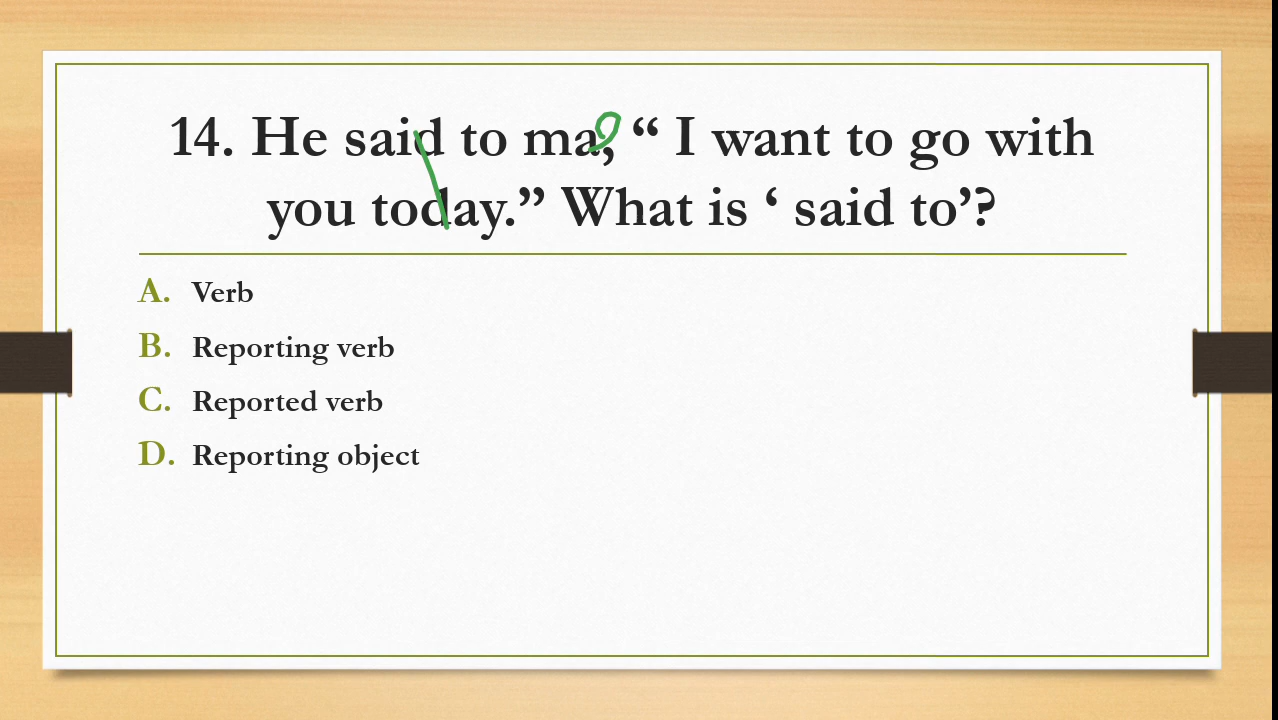 14. He said to ma, “ I want to go with
you today.” What is ‘ said to’?
A. Verb
B. Reporting verb
C. Reported verb
D. Reporting object